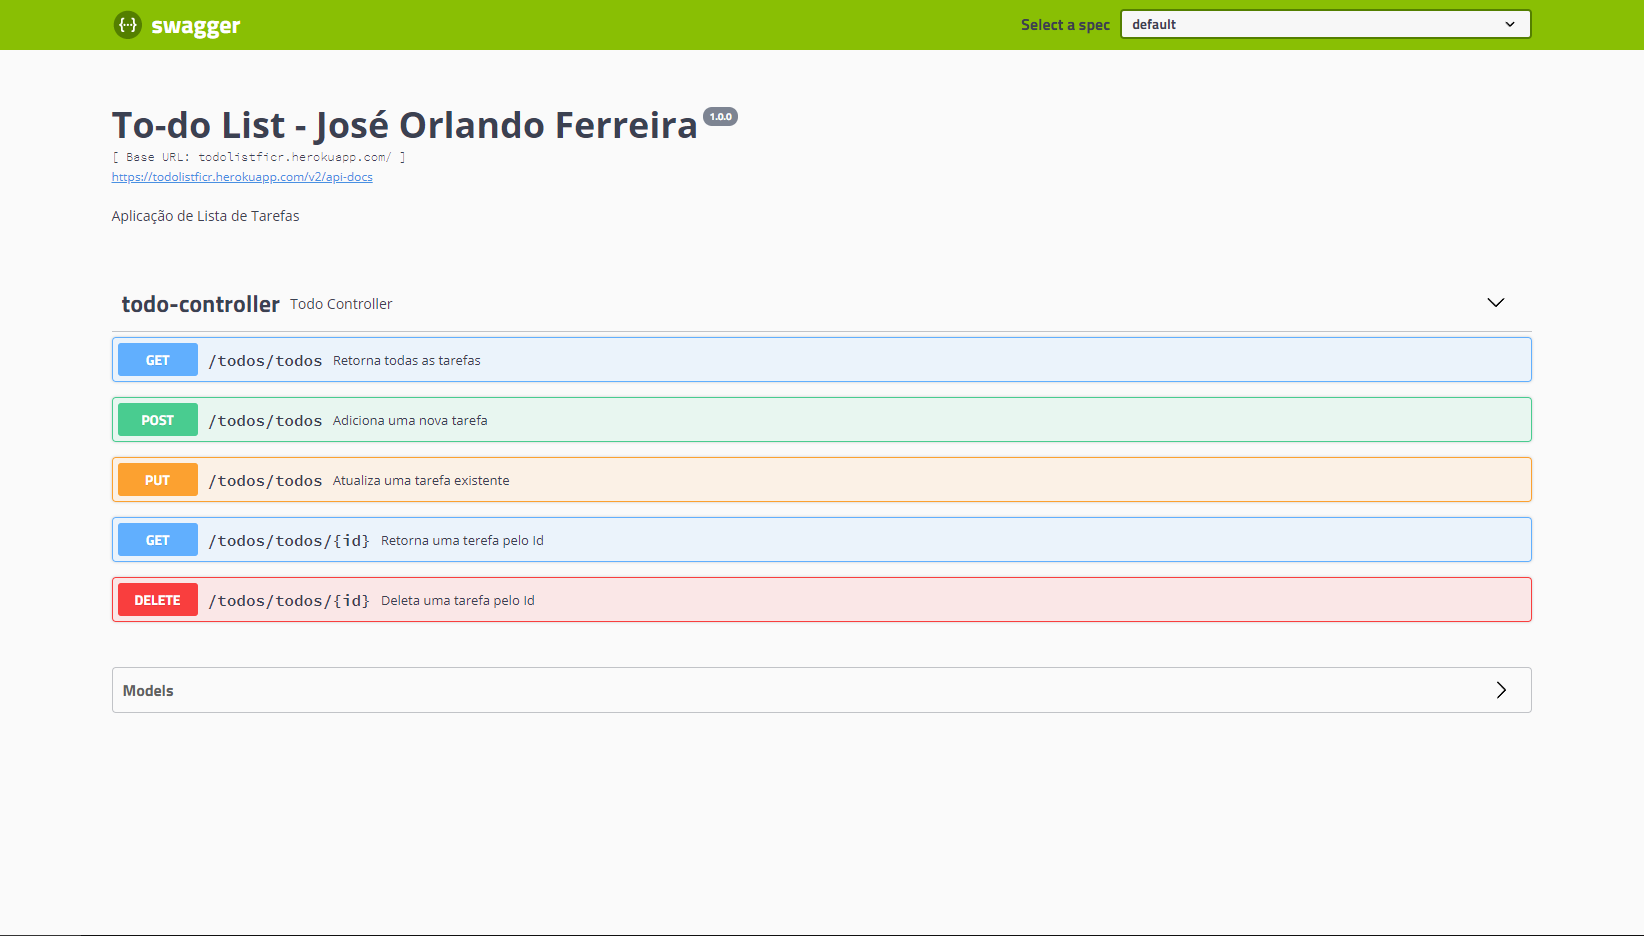 swagger
Select a spec default
To-do List - José Orlando Ferreira 1.0.0
[ Base URL: todolistficr.herokuapp.com/ ]
https://todolistficr.herokuapp.com/v2/api-docs
Aplicação de Lista de Tarefas
todo-controller Todo Controller
GET /todos/todos Retorna todas as tarefas
POST /todos/todos Adiciona uma nova tarefa
PUT /todos/todos Atualiza uma tarefa existente
GET /todos/todos/{id} Retorna uma terefa pelo Id
DELETE /todos/todos/{id} Deleta uma tarefa pelo Id
Models